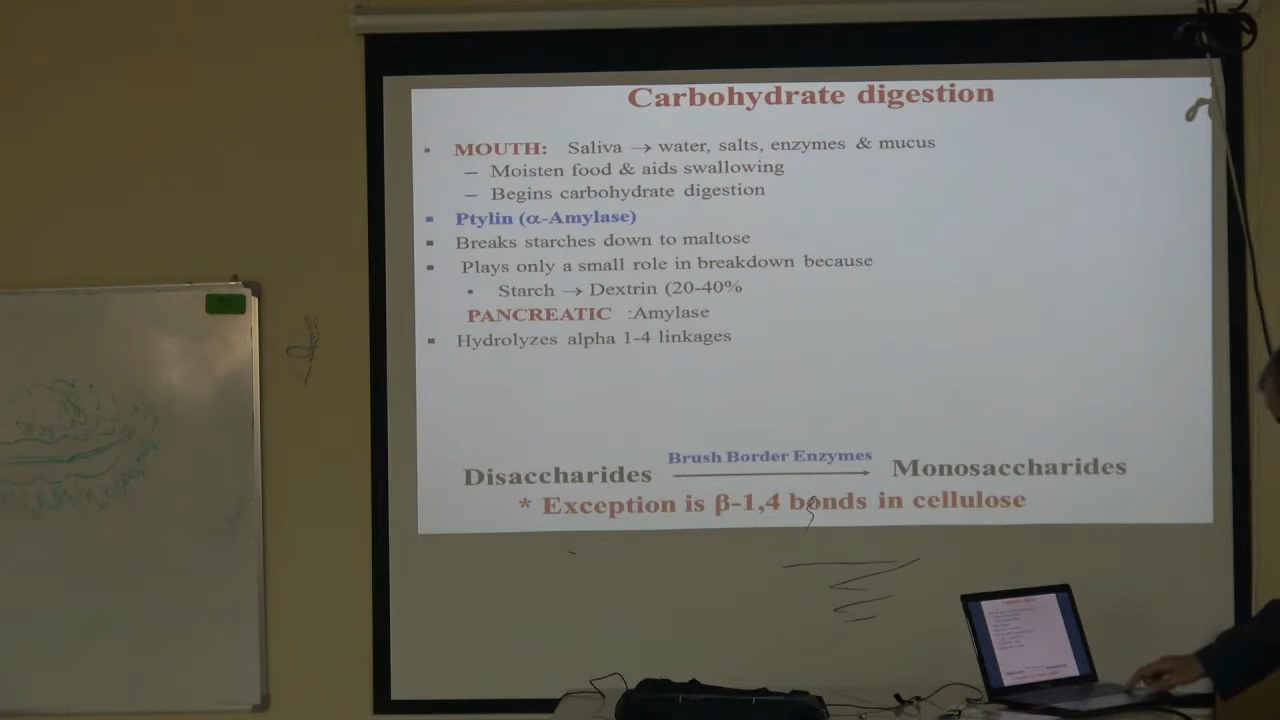 Carbohydrate digestion
• MOUTH: Saliva → water, salts, enzymes & mucus
– Moisten food & aids swallowing
– Begins carbohydrate digestion
▪ Ptylin (α-Amylase)
▪ Breaks starches down to maltose
▪ Plays only a small role in breakdown because
• Starch → Dextrin (20-40%
PANCREATIC :Amylase
▪ Hydrolyzes alpha 1-4 linkages
Brush Border Enzymes
Disaccharides → Monosaccharides
* Exception is β-1,4 bonds in cellulose